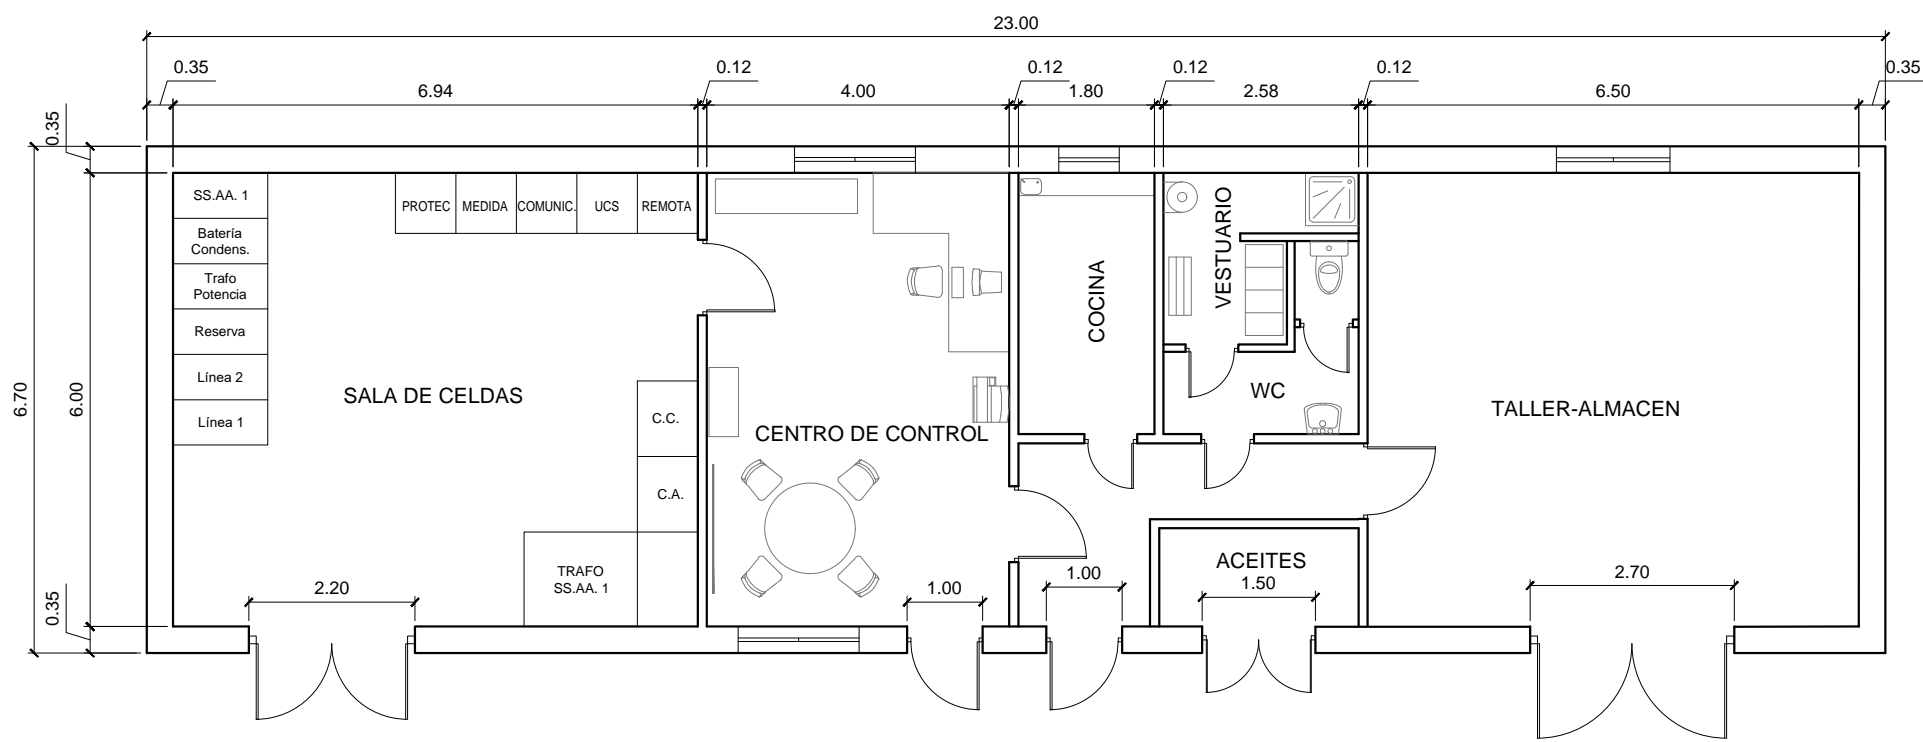 23.00
0.35
0.12
0.12
0.12
0.12
0.35
6.94
4.00
1.80
2.58
6.50
0.35
6.70
6.00
0.35
SS.AA. 1
Batería
Condens.
Trafo
Potencia
Reserva
Línea 2
Línea 1
PROTEC
MEDIDA
COMUNIC.
UCS
REMOTA
SALA DE CELDAS
C.C.
C.A.
TRAFO
SS.AA. 1
2.20
CENTRO DE CONTROL
1.00
COCINA
1.00
VESTUARIO
WC
ACEITES
1.50
TALLER-ALMACEN
2.70